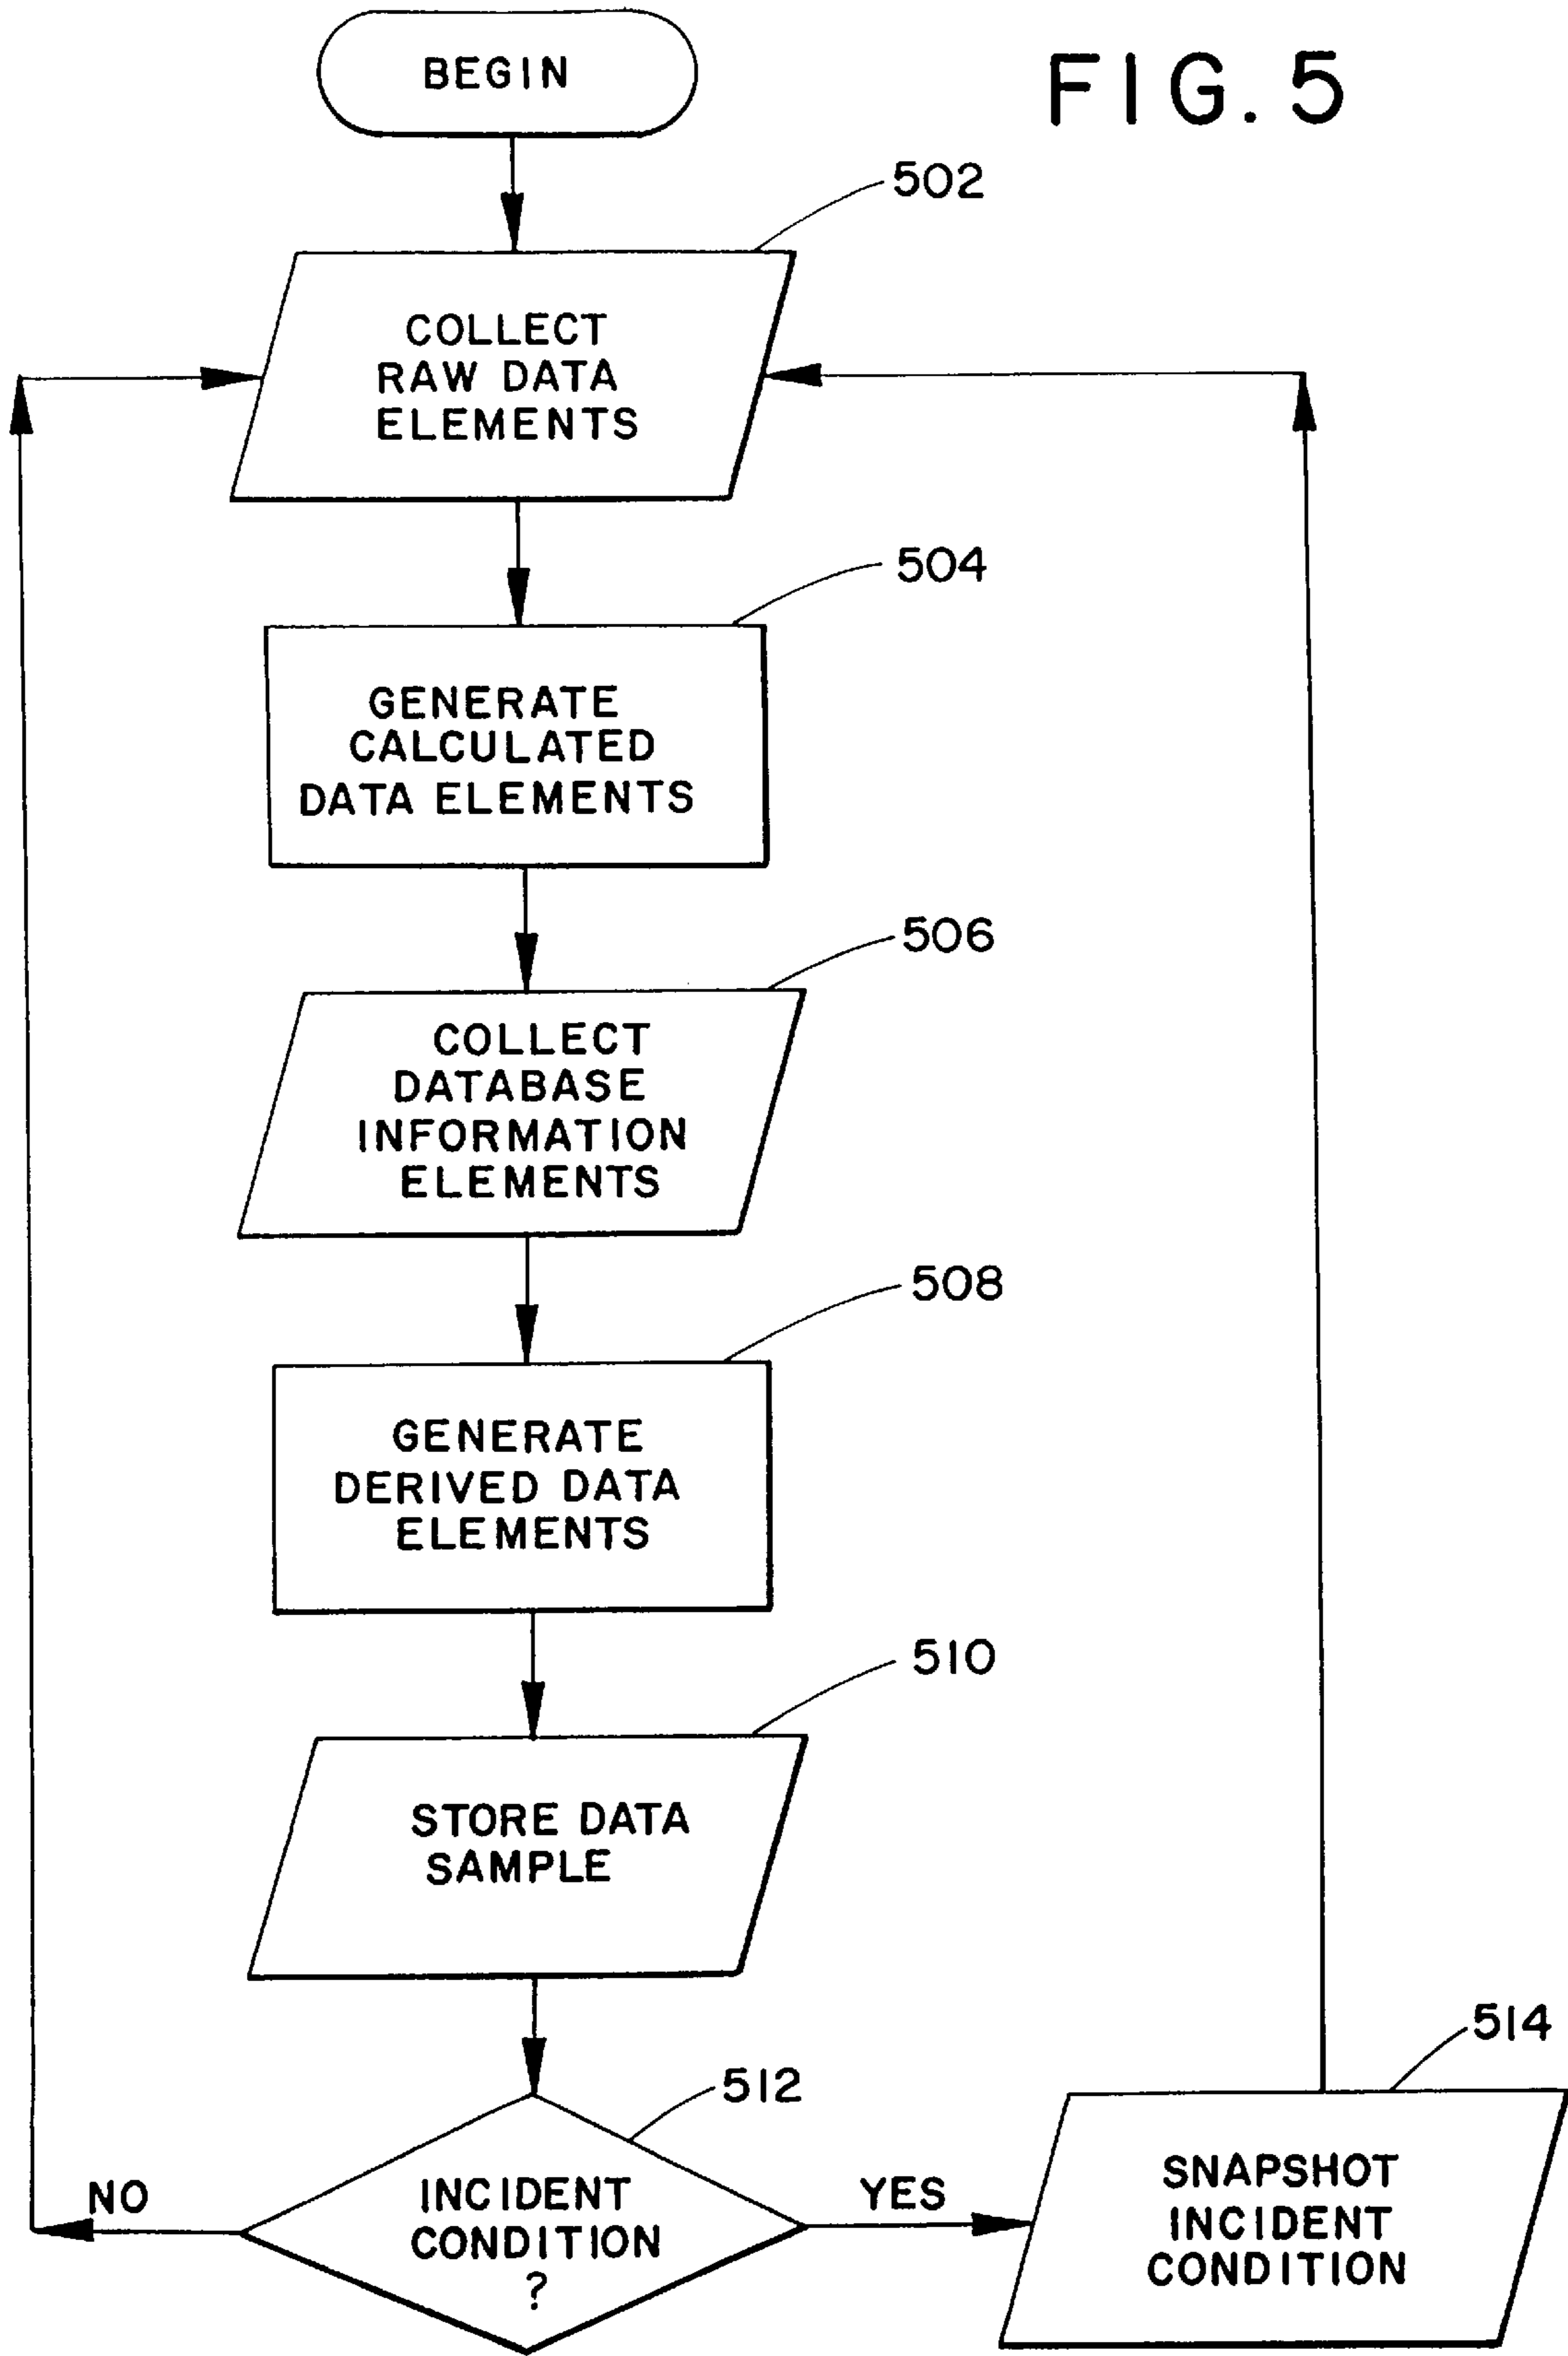 BEGIN
FIG. 5
502
COLLECT
RAW DATA
ELEMENTS
504
GENERATE
CALCULATED
DATA ELEMENTS
506
COLLECT
DATABASE
INFORMATION
ELEMENTS
508
GENERATE
DERIVED DATA
ELEMENTS
510
STORE DATA
SAMPLE
512
INCIDENT
CONDITION
?
NO
YES
514
SNAPSHOT
INCIDENT
CONDITION